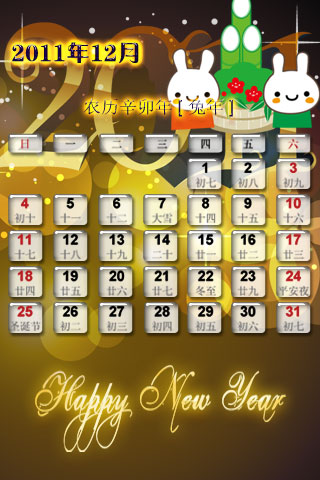 2011年12月
农历辛卯年【兔年】
日 一 二 三 四 五 六
1 2 3
初七 初八 初九
4 5 6 7 8 9 10
初十 十一 十二 大雪 十四 十五 十六
11 12 13 14 15 16 17
十七 十八 十九 二十 廿一 廿二 廿三
18 19 20 21 22 23 24
廿四 廿五 廿六 廿七 冬至 廿九 平安夜
25 26 27 28 29 30 31
圣诞节 初二 初三 初四 初五 初六 初七
Happy New Year